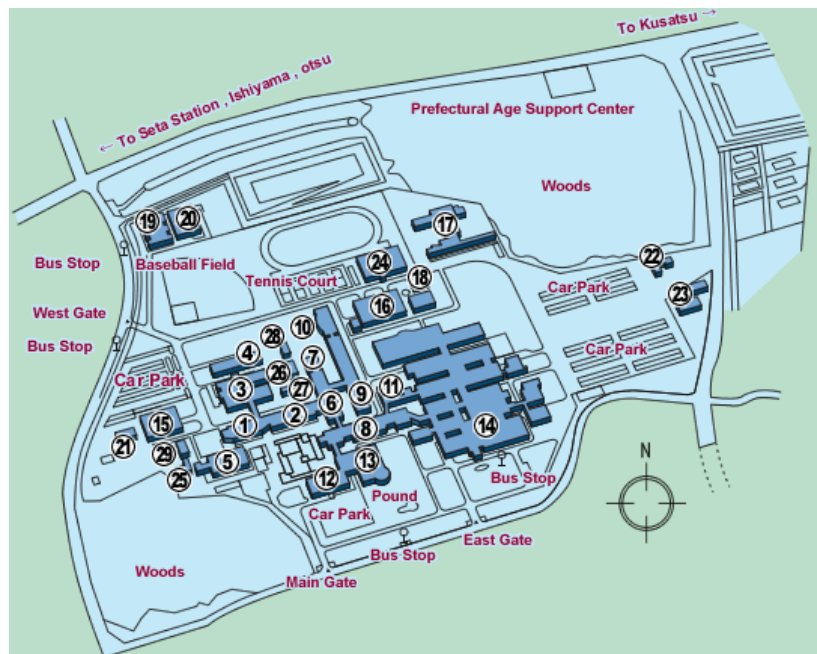 To Kusatsu →
← To Seta Station , Ishiyama , otsu
Prefectural Age Support Center
Woods
19
20
17
Bus Stop
Baseball Field
24
22
Tennis Court
18
Car Park
23
16
West Gate
10
28
Bus Stop
4
7
Car Park
Car Park
26
3
27
11
9
6
2
15
1
8
14
21
29
5
13
25
12
N
Bus Stop
Pound
Car Park
East Gate
Bus Stop
Woods
Main Gate